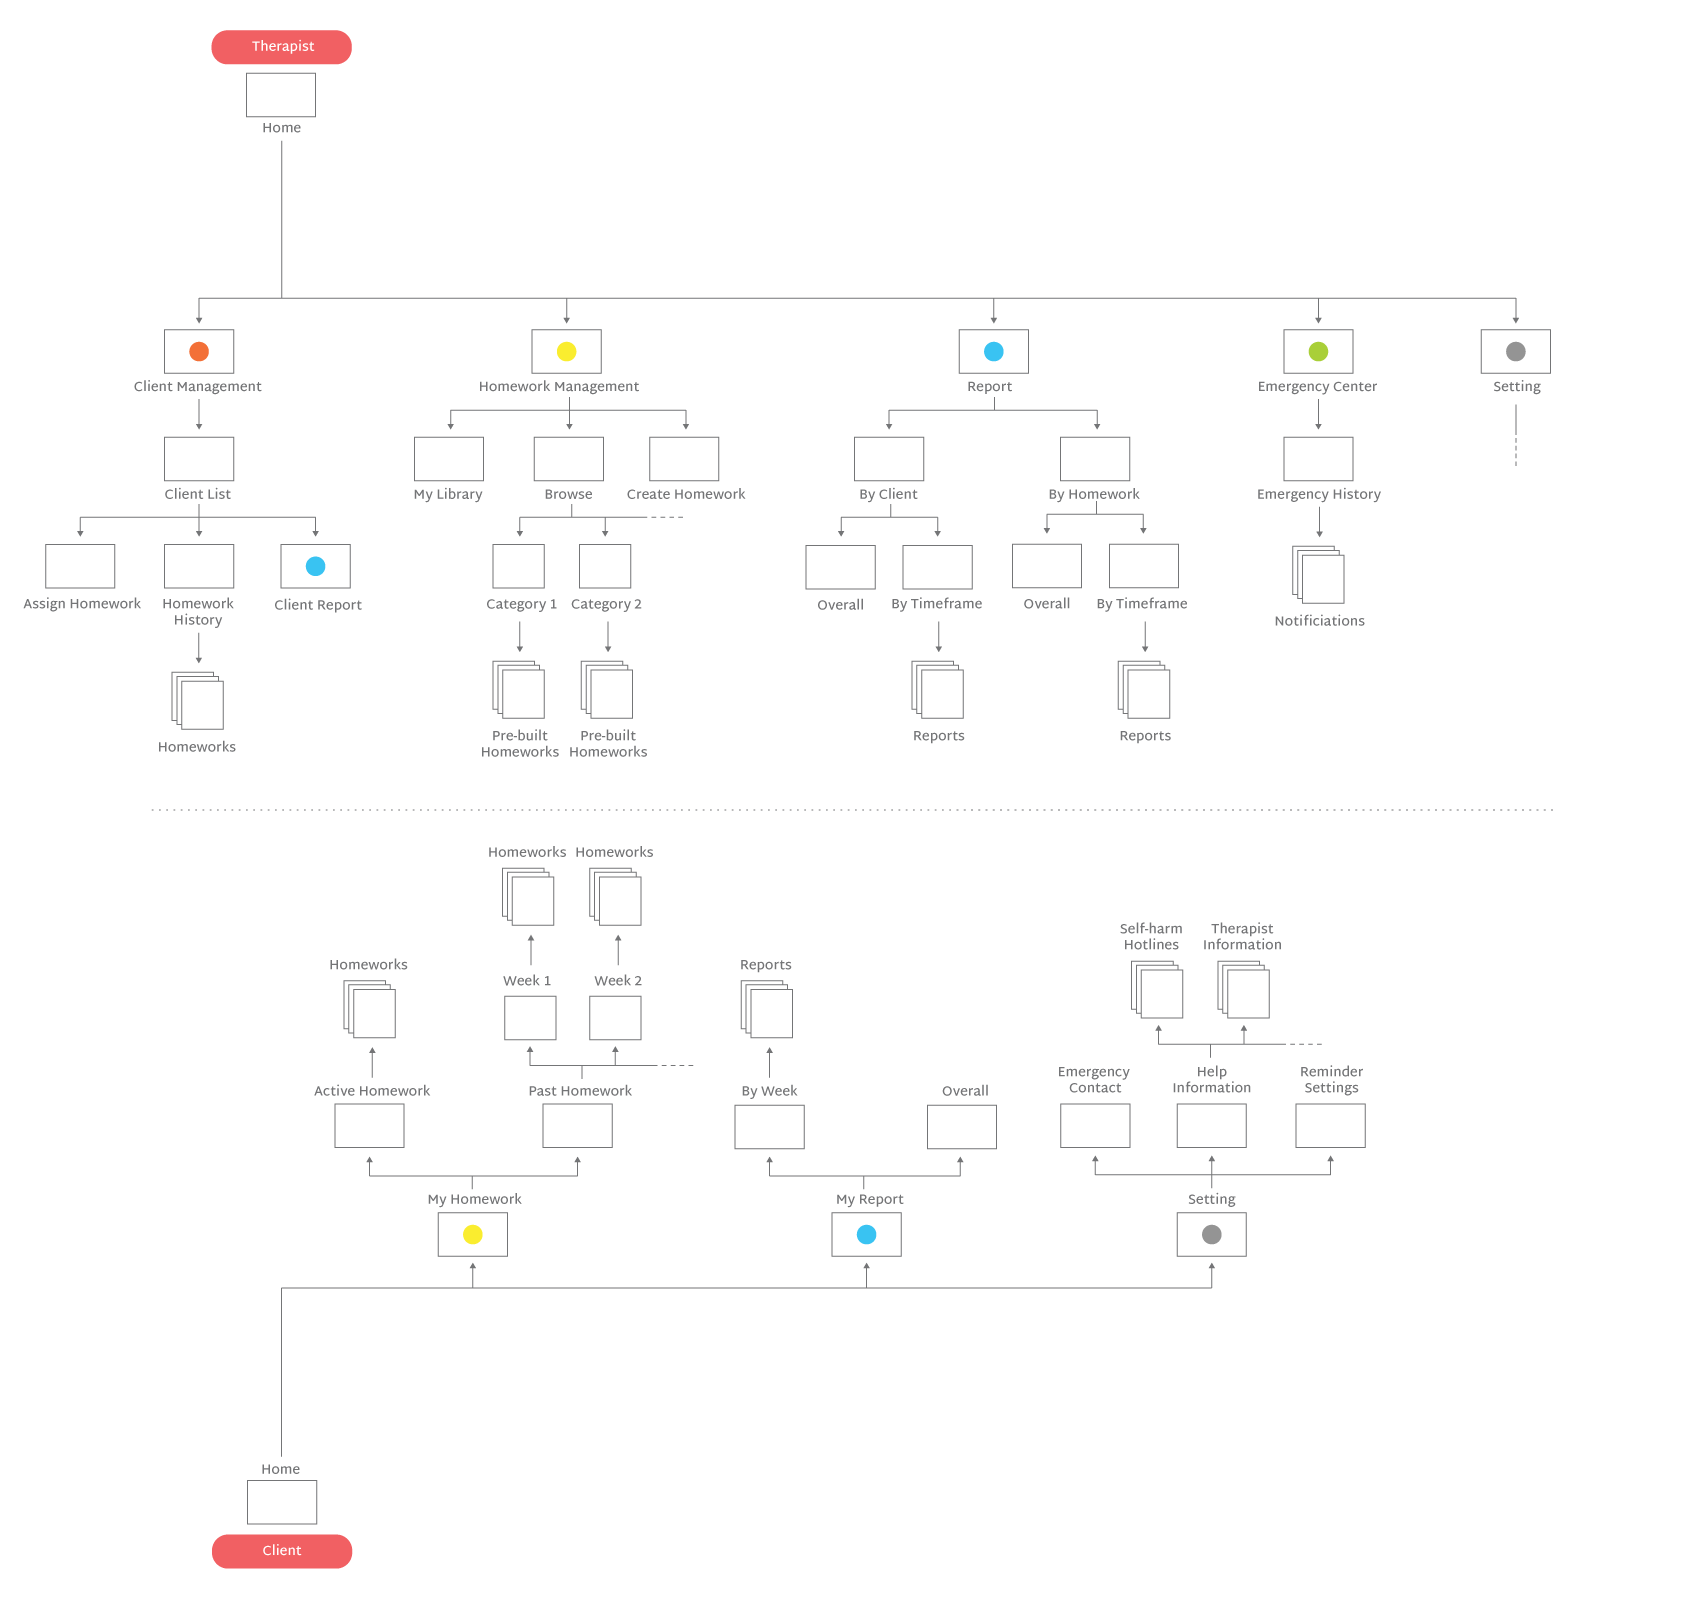 Therapist
Home
Client Management
Homework Management
Report
Emergency Center
Setting
Client List
My Library
Browse
Create Homework
By Client
By Homework
Emergency History
Assign Homework
Homework
History
Client Report
Category 1
Category 2
Overall
By Timeframe
Overall
By Timeframe
Notificiations
Homeworks
Pre-built
Homeworks
Pre-built
Homeworks
Reports
Reports
Homeworks
Homeworks
Self-harm
Hotlines
Therapist
Information
Homeworks
Week 1
Week 2
Reports
Active Homework
Past Homework
By Week
Overall
Emergency
Contact
Help
Information
Reminder
Settings
My Homework
My Report
Setting
Home
Client